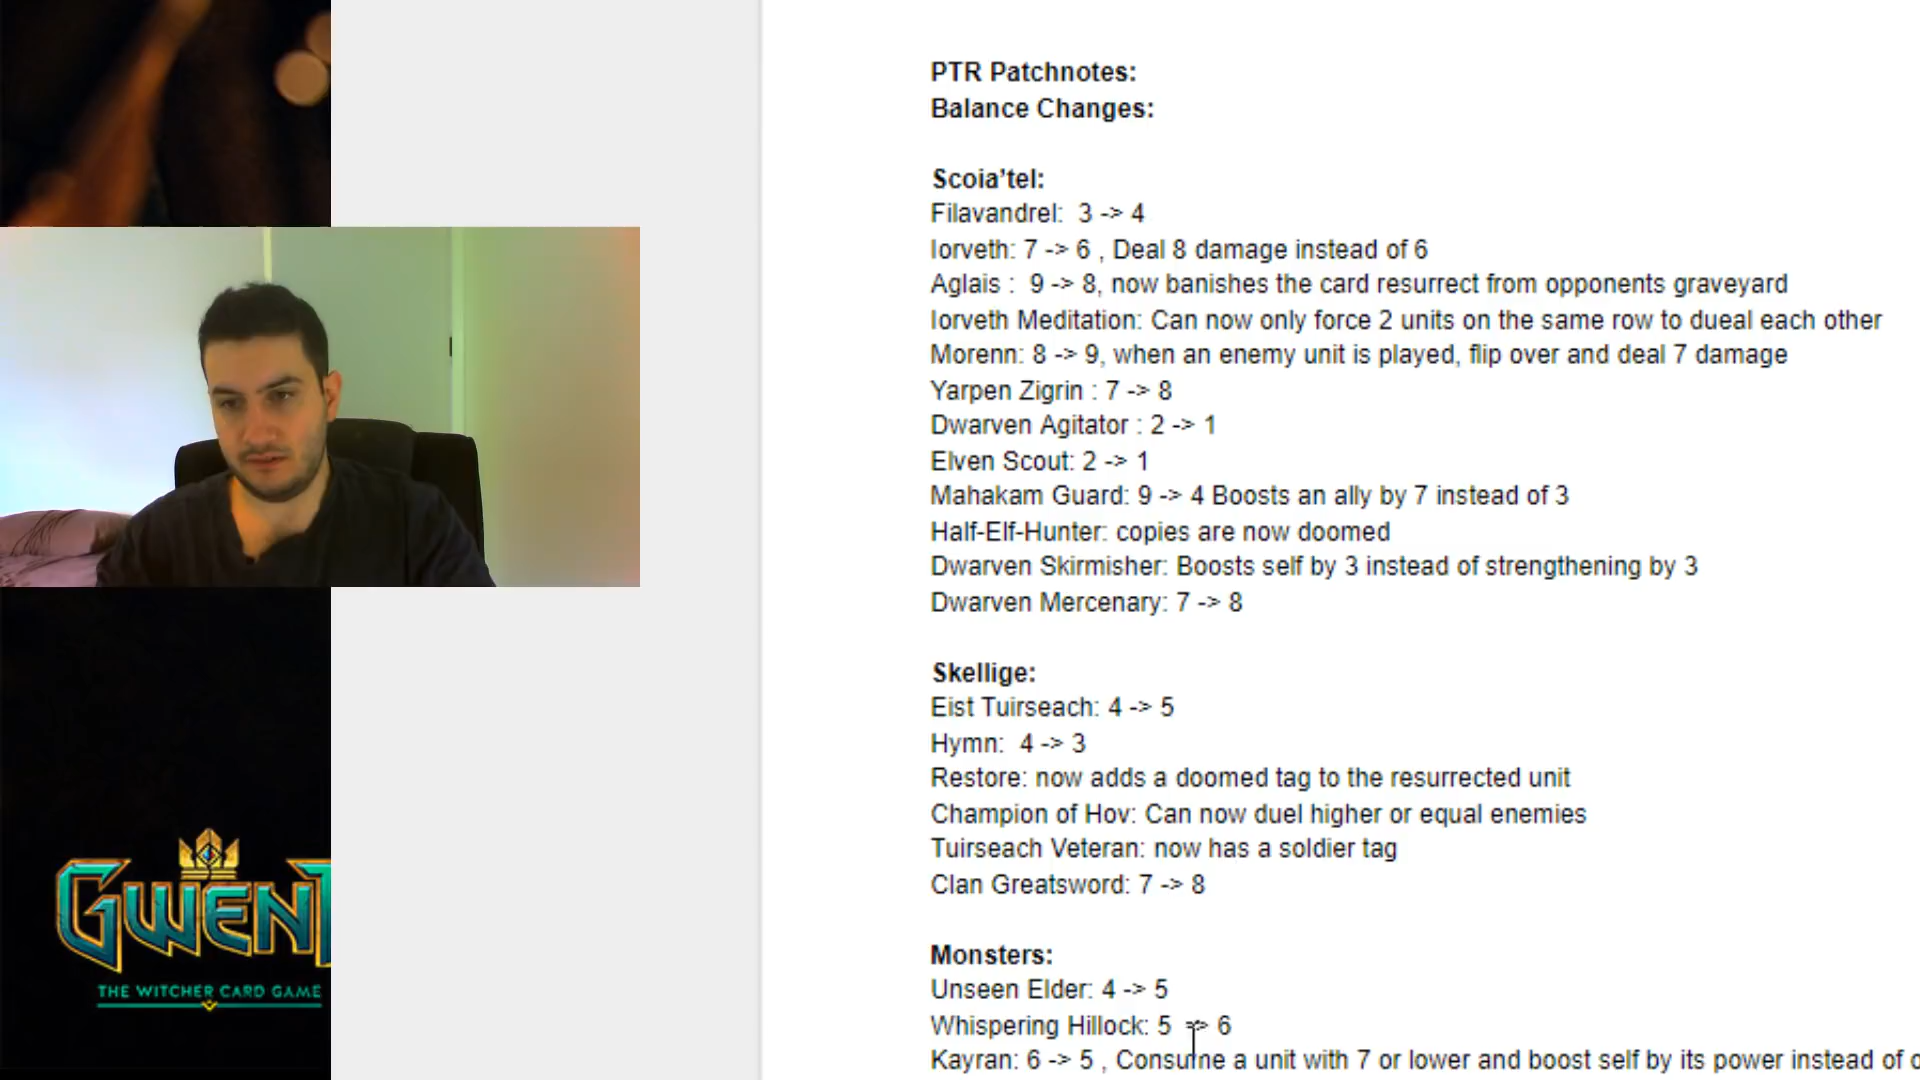 PTR Patchnotes:
Balance Changes:
Scoia'tel:
Filavandrel: 3 -> 4
Iorveth: 7 -> 6 , Deal 8 damage instead of 6
Aglais : 9 -> 8, now banishes the card resurrect from opponents graveyard
Iorveth Meditation: Can now only force 2 units on the same row to dueal each other
Morenn: 8 -> 9, when an enemy unit is played, flip over and deal 7 damage
Yarpen Zigrin : 7 -> 8
Dwarven Agitator : 2 -> 1
Elven Scout: 2 -> 1
Mahakam Guard: 9 -> 4 Boosts an ally by 7 instead of 3
Half-Elf-Hunter: copies are now doomed
Dwarven Skirmisher: Boosts self by 3 instead of strengthening by 3
Dwarven Mercenary: 7 -> 8
Skellige:
Eist Tuirseach: 4 -> 5
Hymn: 4 -> 3
Restore: now adds a doomed tag to the resurrected unit
Champion of Hov: Can now duel higher or equal enemies
Tuirseach Veteran: now has a soldier tag
Clan Greatsword: 7 -> 8
Monsters:
Unseen Elder: 4 -> 5
Whispering Hillock: 5 -> 6
Kayran: 6 -> 5 , Consume a unit with 7 or lower and boost self by its power instead of
GWENT
THE WITCHER CARD GAME